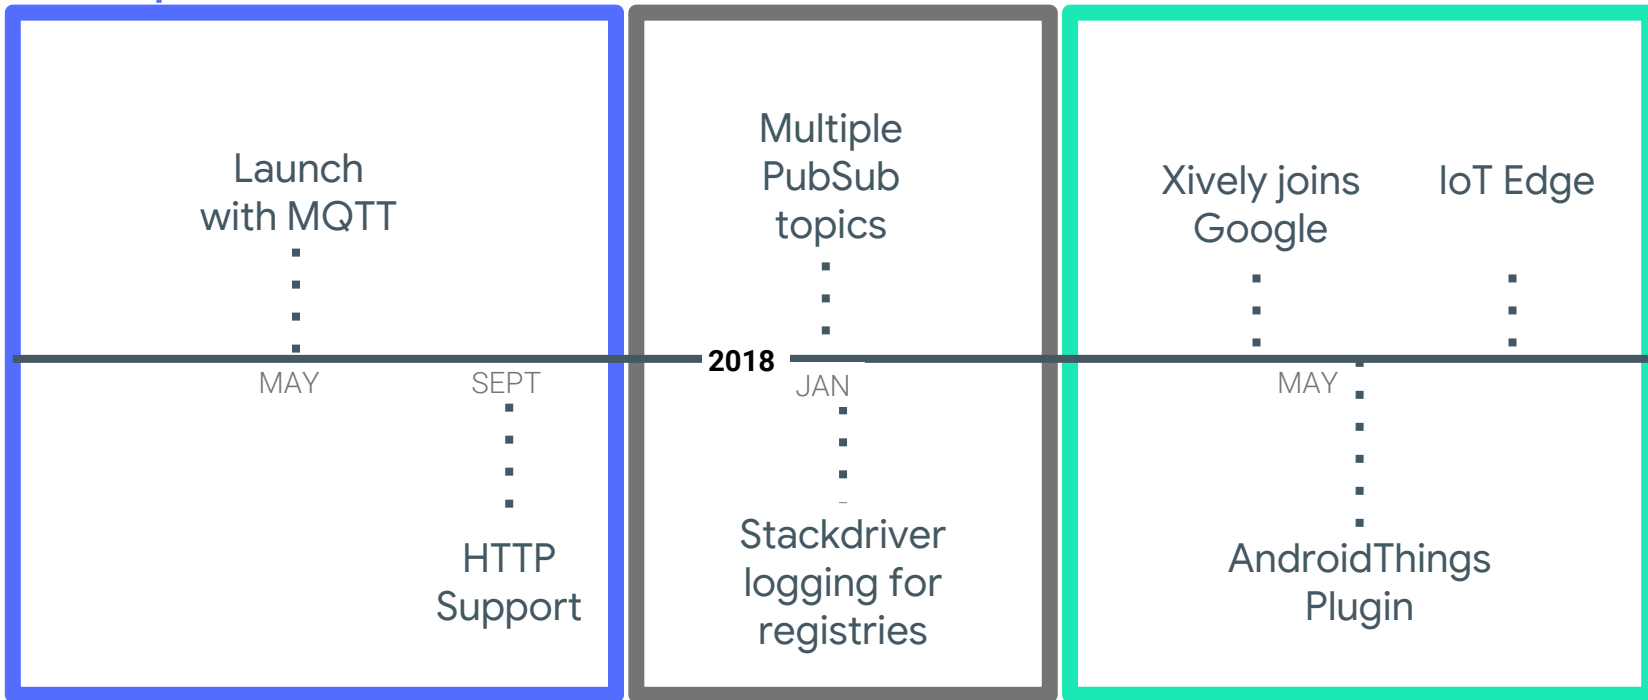 Launch
with MQTT
MAY
SEPT
HTTP
Support
Multiple
PubSub
topics
2018
JAN
Stackdriver
logging for
registries
Xively joins
Google
IoT Edge
MAY
AndroidThings
Plugin